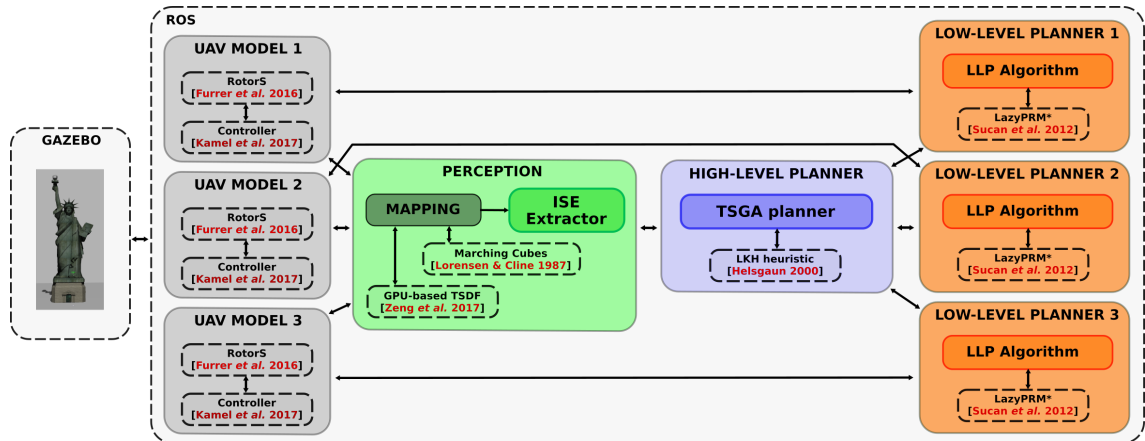 ROS
GAZEBO
UAV MODEL 1
RotorS
[Furrer et al. 2016]
Controller
[Kamel et al. 2017]
UAV MODEL 2
RotorS
[Furrer et al. 2016]
Controller
[Kamel et al. 2017]
UAV MODEL 3
RotorS
[Furrer et al. 2016]
Controller
[Kamel et al. 2017]
PERCEPTION
MAPPING
ISE
Extractor
Marching Cubes
[Lorensen & Cline 1987]
GPU-based TSDF
[Zeng et al. 2017]
HIGH-LEVEL PLANNER
TSGA planner
LKH heuristic
[Helsgaun 2000]
LOW-LEVEL PLANNER 1
LLP Algorithm
LazyPRM*
[Sucan et al. 2012]
LOW-LEVEL PLANNER 2
LLP Algorithm
LazyPRM*
[Sucan et al. 2012]
LOW-LEVEL PLANNER 3
LLP Algorithm
LazyPRM*
[Sucan et al. 2012]